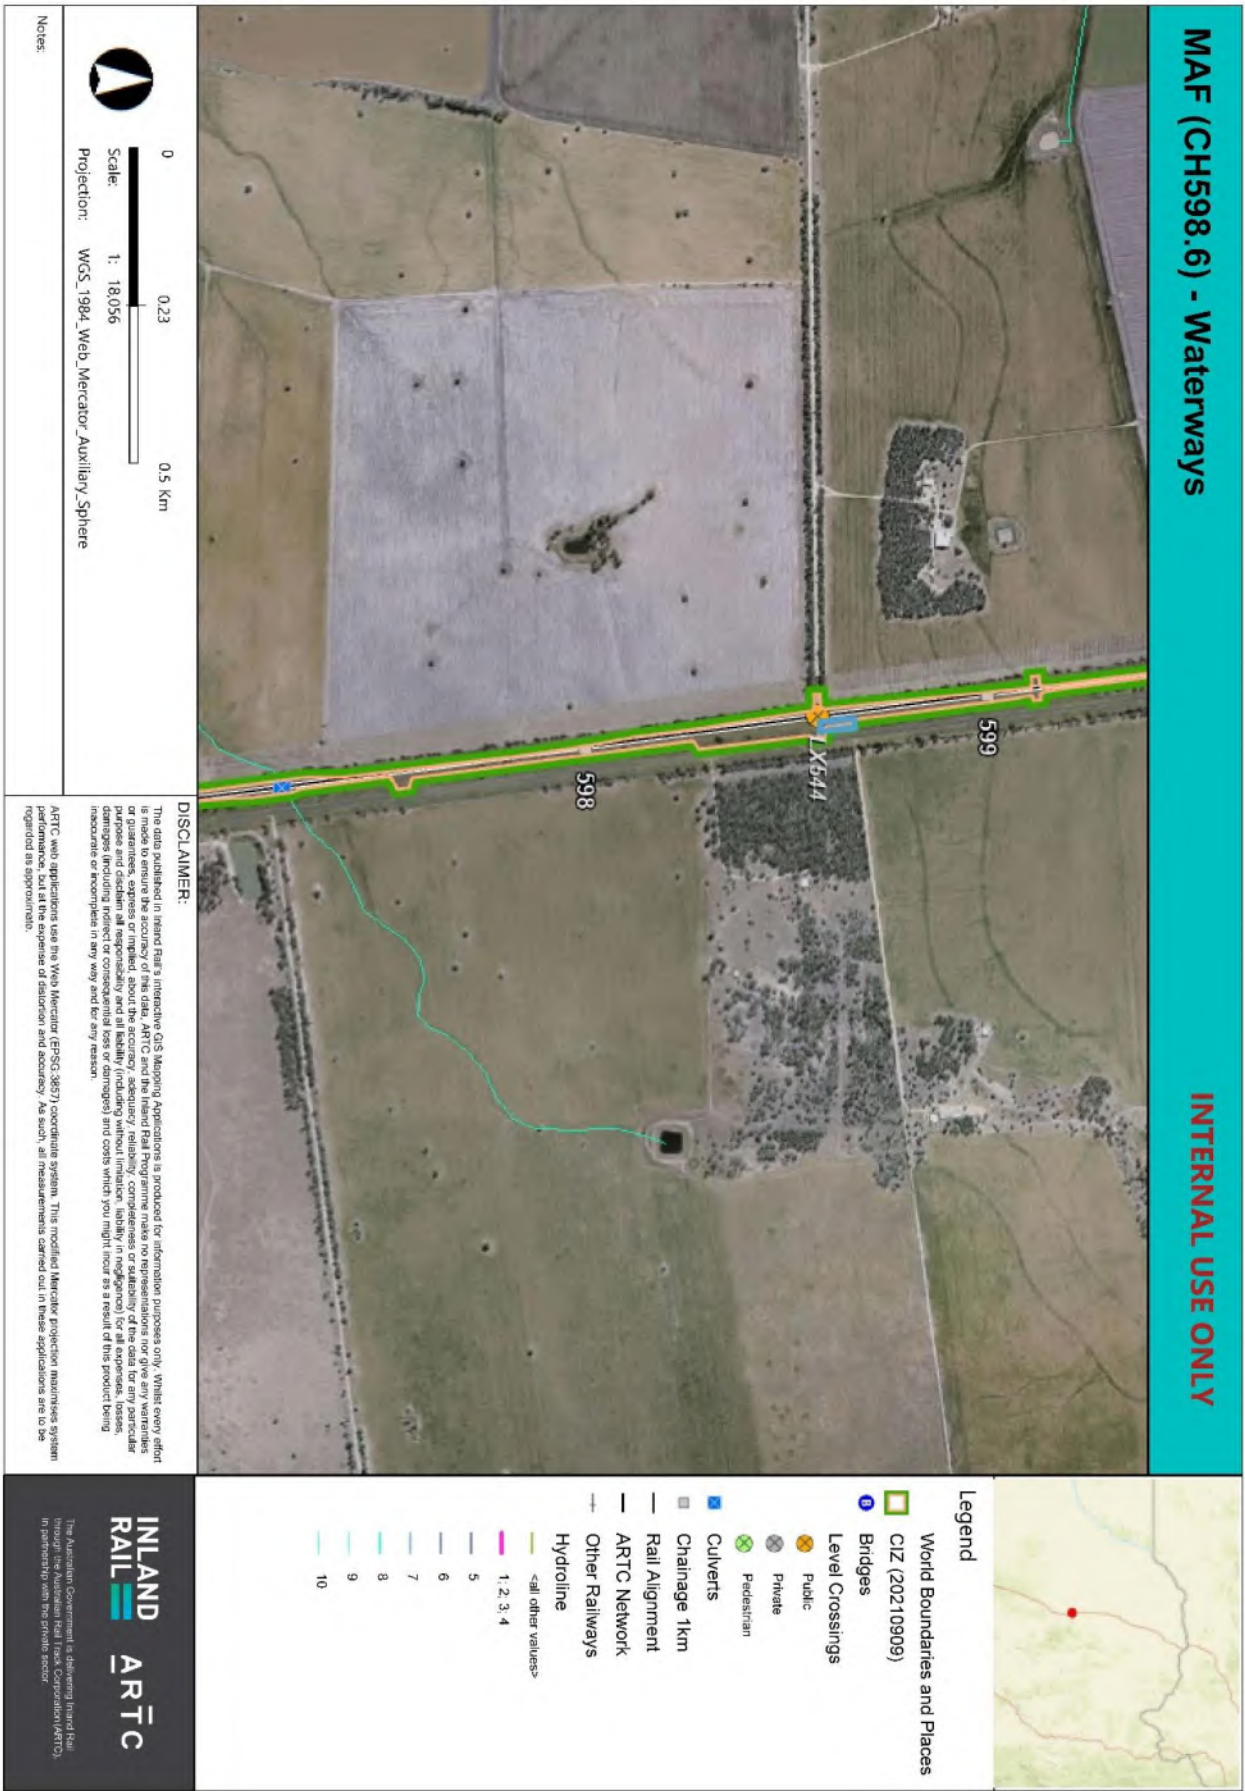 MAF (CH598.6) - Waterways
INTERNAL USE ONLY
599
LX544
598
Legend
World Boundaries and Places
CIZ (20210909)
B
Bridges
Level Crossings
Public
Private
Pedestrian
Culverts
Chainage 1km
Rail Alignment
ARTC Network
Other Railways
Hydroline
<all other values>
1; 2; 3; 4
5
6
7
8
9
10
0
0.23
0.5 Km
Scale: 1: 18,056
Projection: WGS_1984_Web_Mercator_Auxiliary_Sphere
Notes:
DISCLAIMER:
The data published in Inland Rail's interactive GIS Mapping Applications is produced for information purposes only. Whilst every effort
is made to ensure the accuracy of this data, ARTC and the Inland Rail Programme make no representations nor give any warranties
or guarantees, express or implied, about the accuracy, adequacy, reliability, completeness or suitability of the data for any particular
purpose and disclaim all responsibility and all liability (including without limitation, liability in negligence) for all expenses, losses,
damages (including indirect or consequential loss or damages) and costs which you might incur as a result of this product being
inaccurate or incomplete in any way and for any reason.
ARTC web applications use the Web Mercator (EPSG:3857) coordinate system. This modified Mercator projection maximises system
performance, but at the expense of distortion and accuracy. As such, all measurements carried out in these applications are to be
regarded as approximate.
INLAND
RAIL
ARTC
The Australian Government is delivering Inland Rail
through the Australian Rail Track Corporation (ARTC),
in partnership with the private sector.